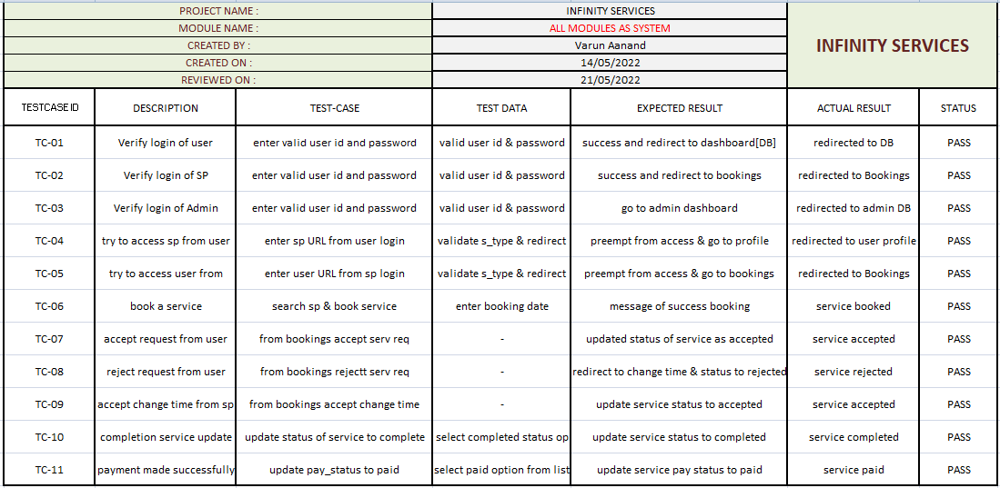 PROJECT NAME : INFINITY SERVICES
MODULE NAME : ALL MODULES AS SYSTEM
CREATED BY : Varun Aanand
CREATED ON : 14/05/2022
REVIEWED ON : 21/05/2022
INFINITY SERVICES
TESTCASE ID DESCRIPTION TEST-CASE TEST DATA EXPECTED RESULT ACTUAL RESULT STATUS
TC-01 Verify login of user enter valid user id and password valid user id & password success and redirect to dashboard[DB] redirected to DB PASS
TC-02 Verify login of SP enter valid user id and password valid user id & password success and redirect to bookings redirected to Bookings PASS
TC-03 Verify login of Admin enter valid user id and password valid user id & password go to admin dashboard redirected to admin DB PASS
TC-04 try to access sp from user enter sp URL from user login validate s_type & redirect preempt from access & go to profile redirected to user profile PASS
TC-05 try to access user from enter user URL from sp login validate s_type & redirect preempt from access & go to bookings redirected to Bookings PASS
TC-06 book a service search sp & book service enter booking date message of success booking service booked PASS
TC-07 accept request from user from bookings accept serv req - updated status of service as accepted service accepted PASS
TC-08 reject request from user from bookings rejectt serv req - redirect to change time & status to rejected service rejected PASS
TC-09 accept change time from sp from bookings accept change time - update service status to accepted service accepted PASS
TC-10 completion service update update status of service to complete select completed status op update service status to completed service completed PASS
TC-11 payment made successfully update pay_status to paid select paid option from list update service pay status to paid service paid PASS